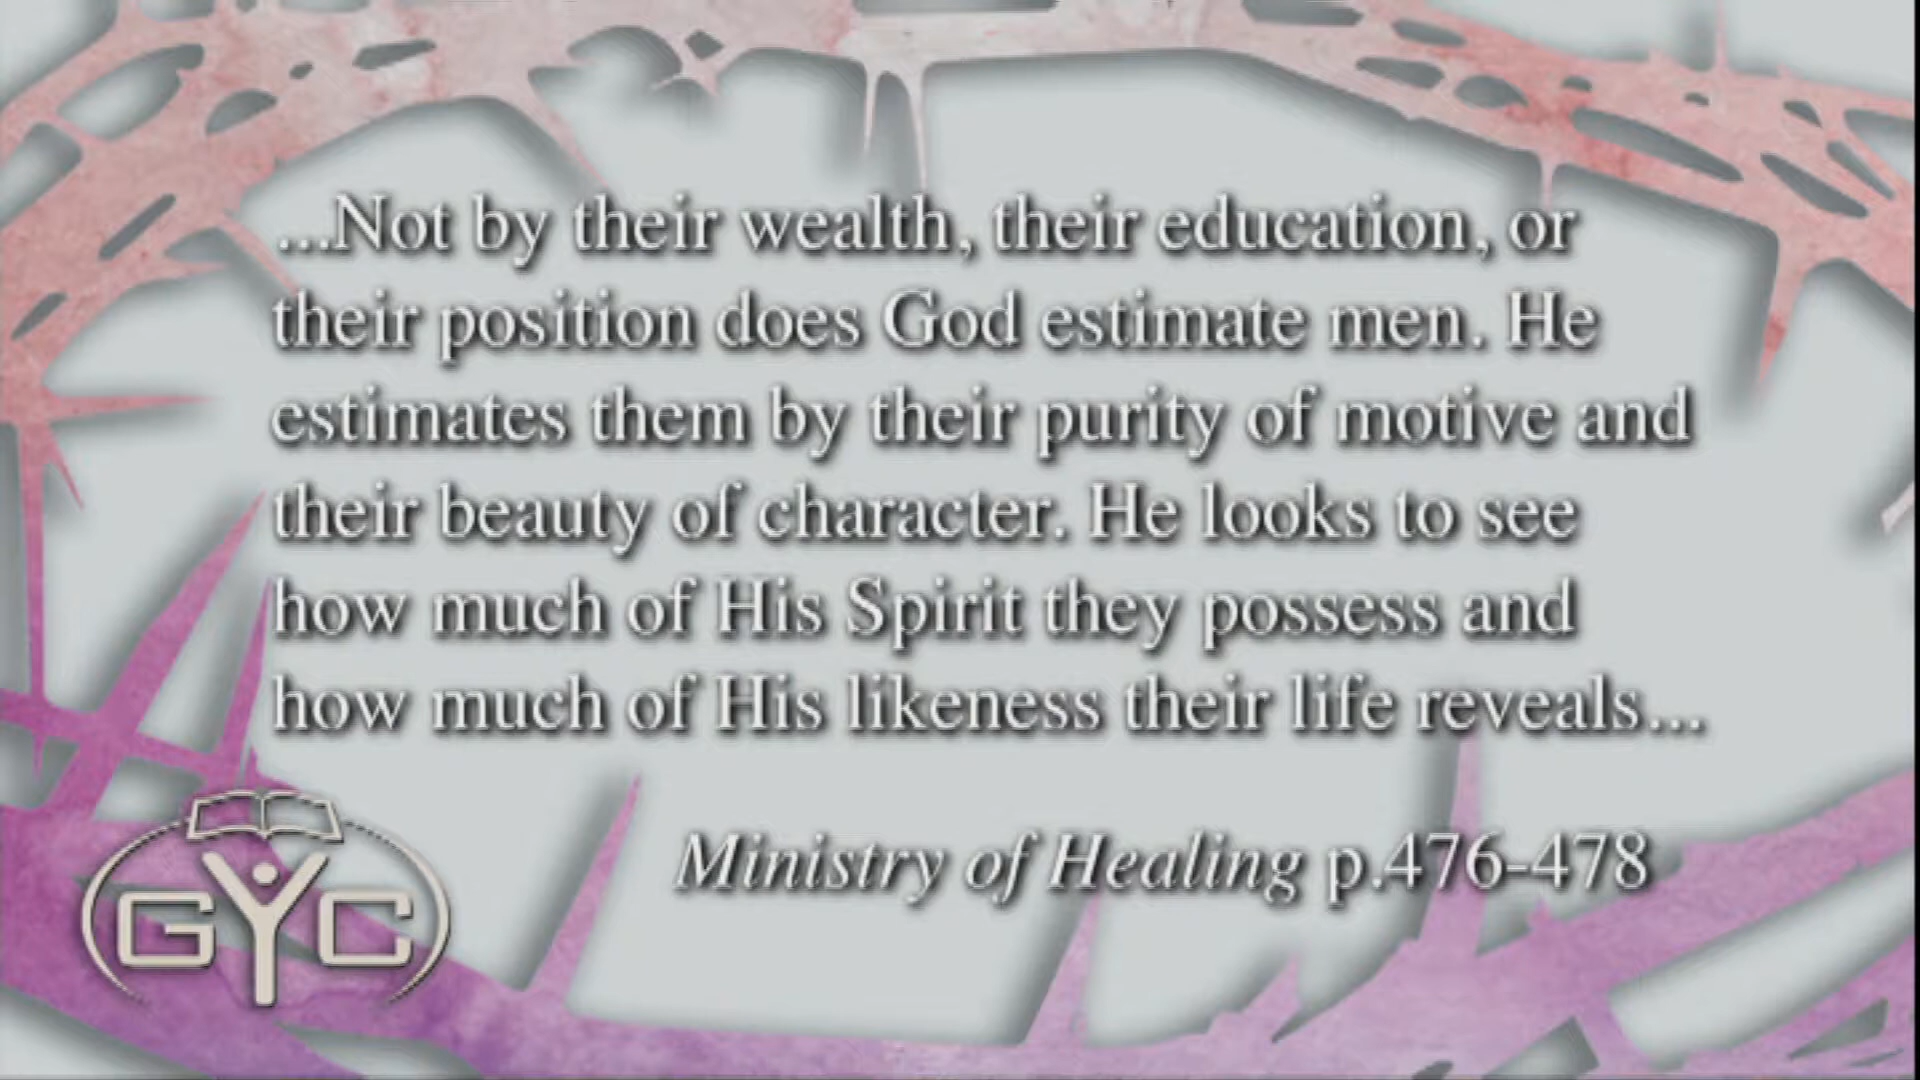 ...Not by their wealth, their education, or
their position does God estimate men. He
estimates them by their purity of motive and
their beauty of character. He looks to see
how much of His Spirit they possess and
how much of His likeness their life reveals...
Ministry of Healing p.476-478
GYC